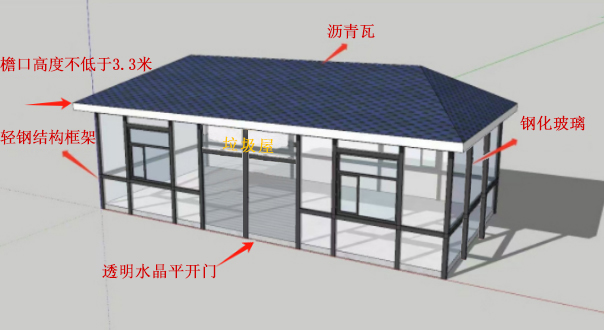 沥青瓦
檐口高度不低于3.3米
钢化玻璃
轻钢结构框架
垃圾屋
透明水晶平开门